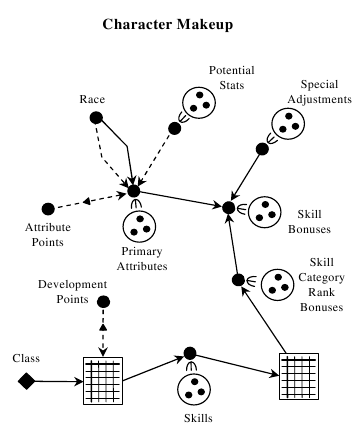 Character Makeup
Potential
Stats
Special
Adjustments
Race
Attribute
Points
Primary
Attributes
Skill
Bonuses
Skill
Category
Rank
Bonuses
Development
Points
Class
Skills